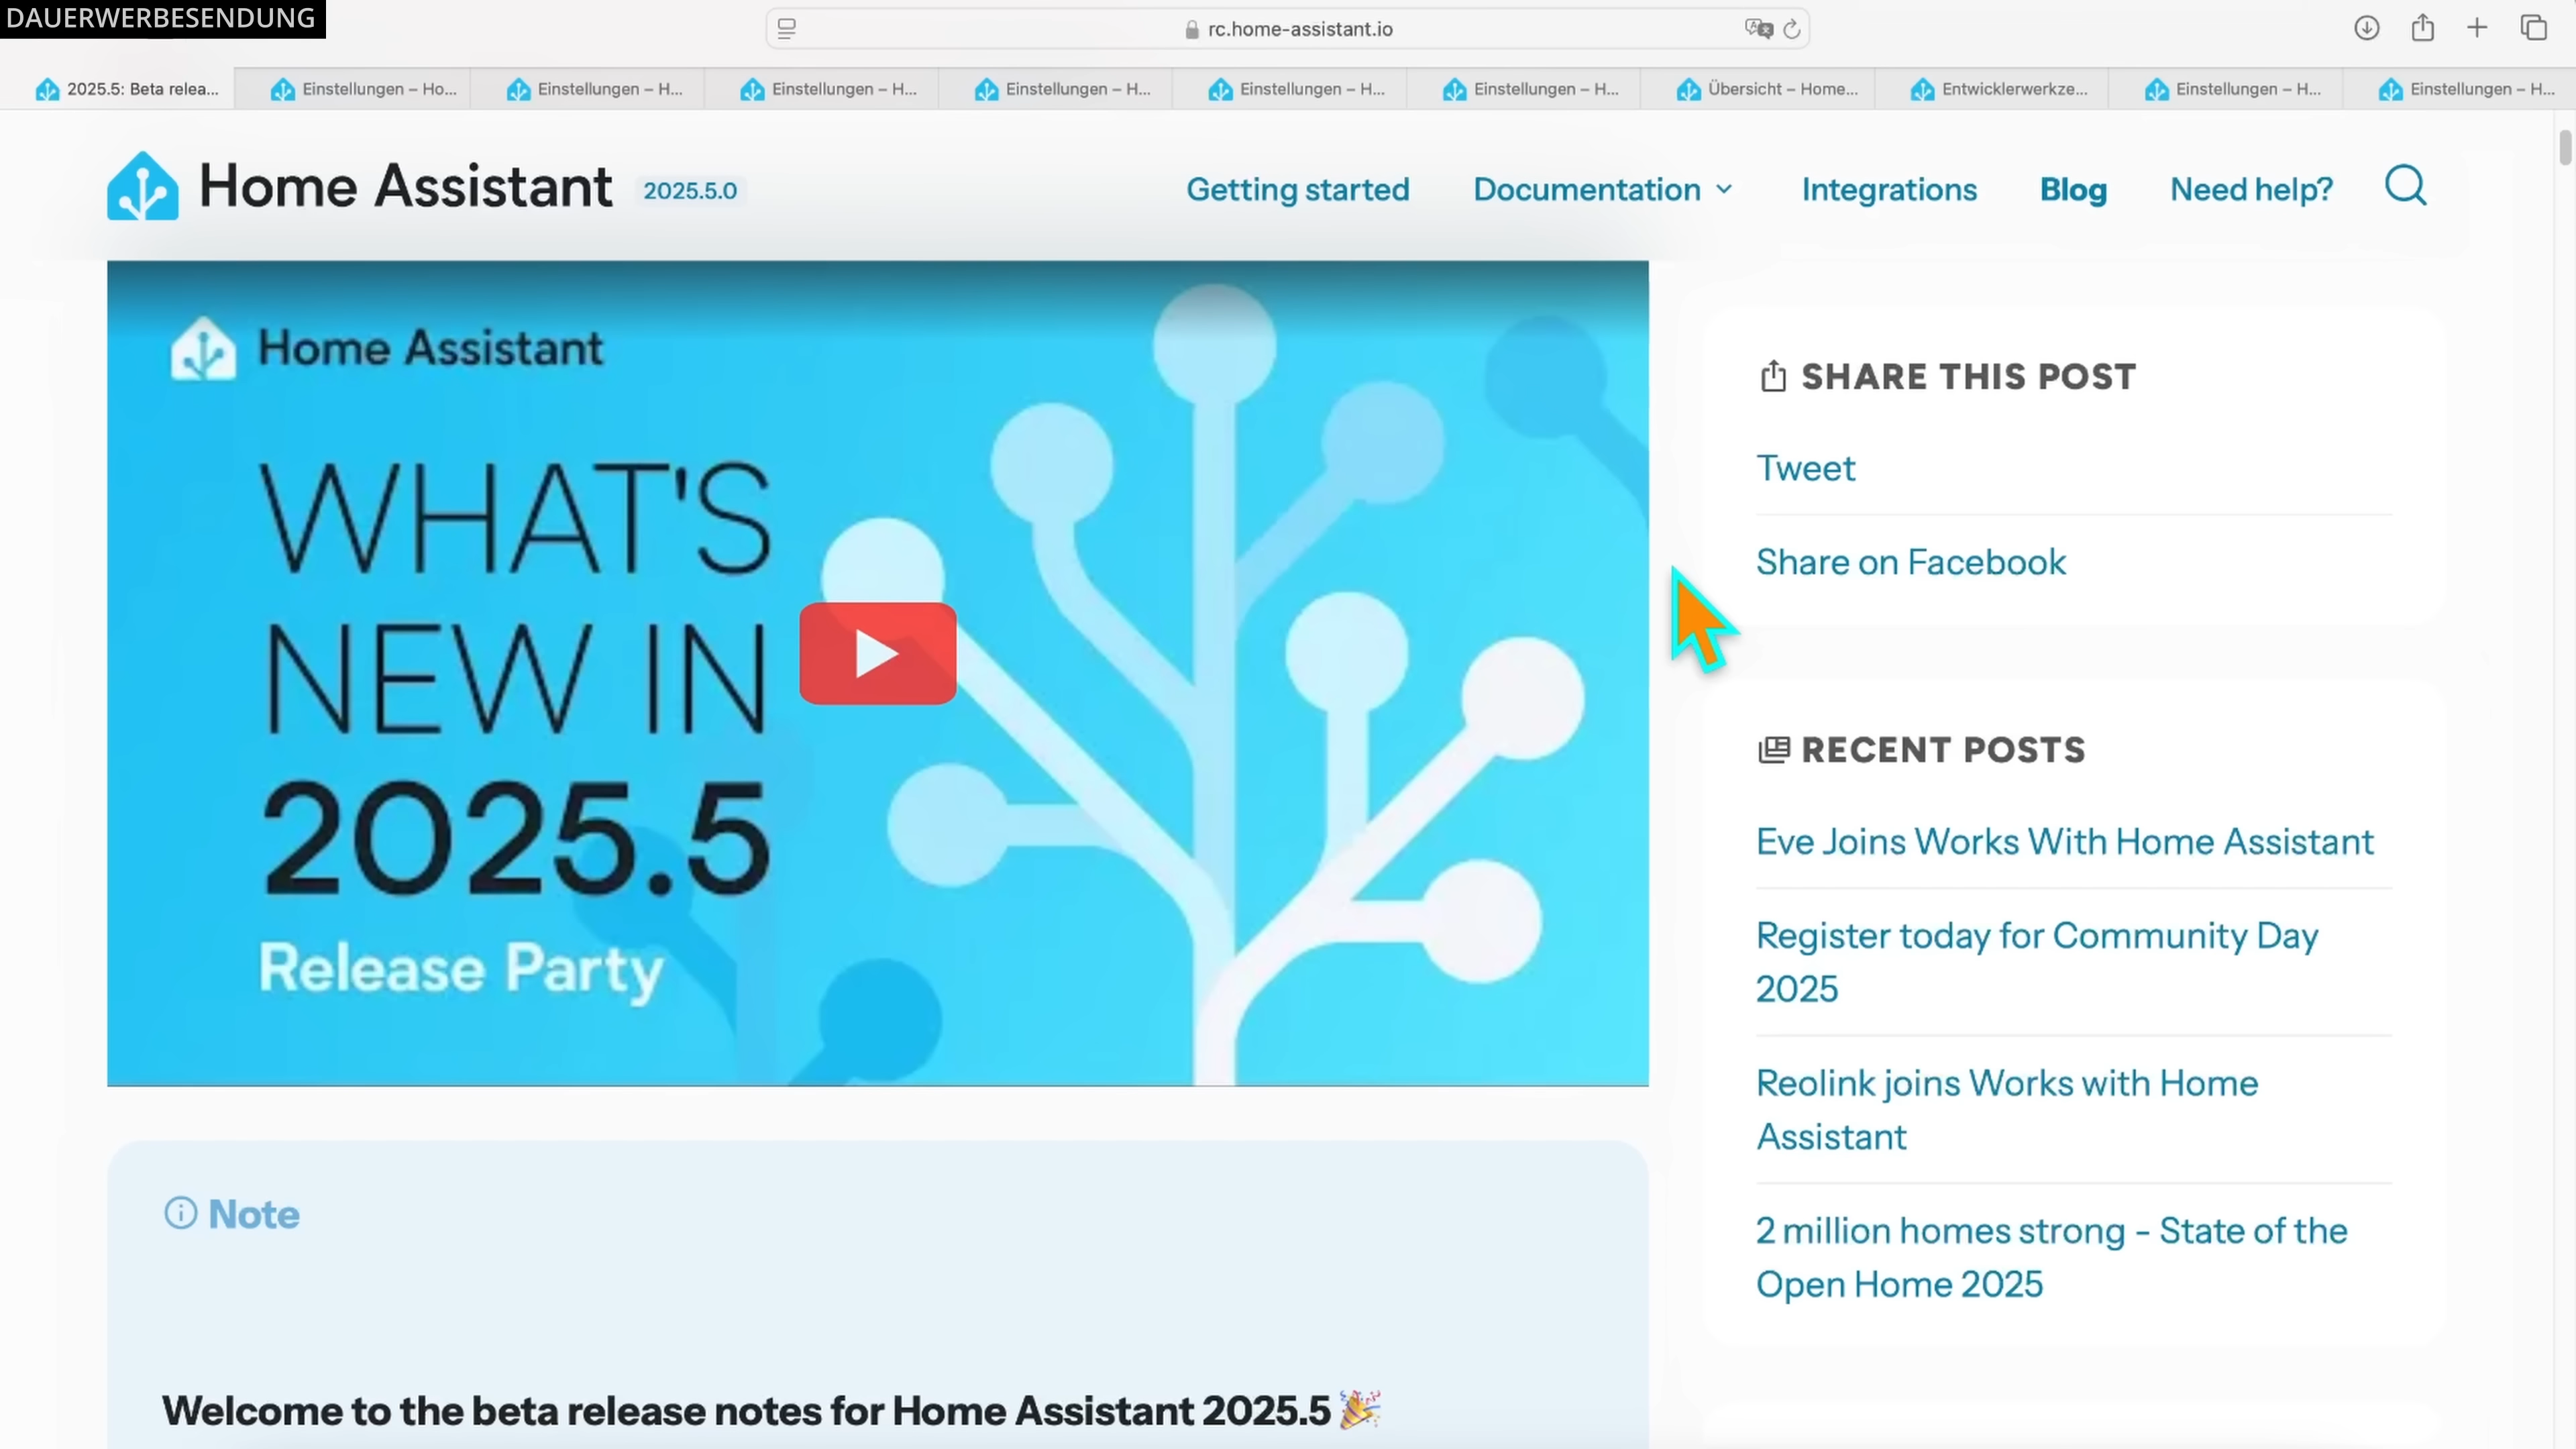 DAUERWERBESENDUNG
rc.home-assistant.io
2025.5: Beta relea...
Einstellungen – Ho...
Einstellungen – H...
Einstellungen – H...
Einstellungen – H...
Einstellungen – H...
Einstellungen – H...
Übersicht – Home...
Entwicklerwerkze...
Einstellungen – H...
Einstellungen – H...
Home Assistant 2025.5.0
Getting started
Documentation
Integrations
Blog
Need help?
Home Assistant
WHAT'S
NEW IN
2025.5
Release Party
Note
Welcome to the beta release notes for Home Assistant 2025.5 🎉
SHARE THIS POST
Tweet
Share on Facebook
RECENT POSTS
Eve Joins Works With Home Assistant
Register today for Community Day
2025
Reolink joins Works with Home
Assistant
2 million homes strong - State of the
Open Home 2025